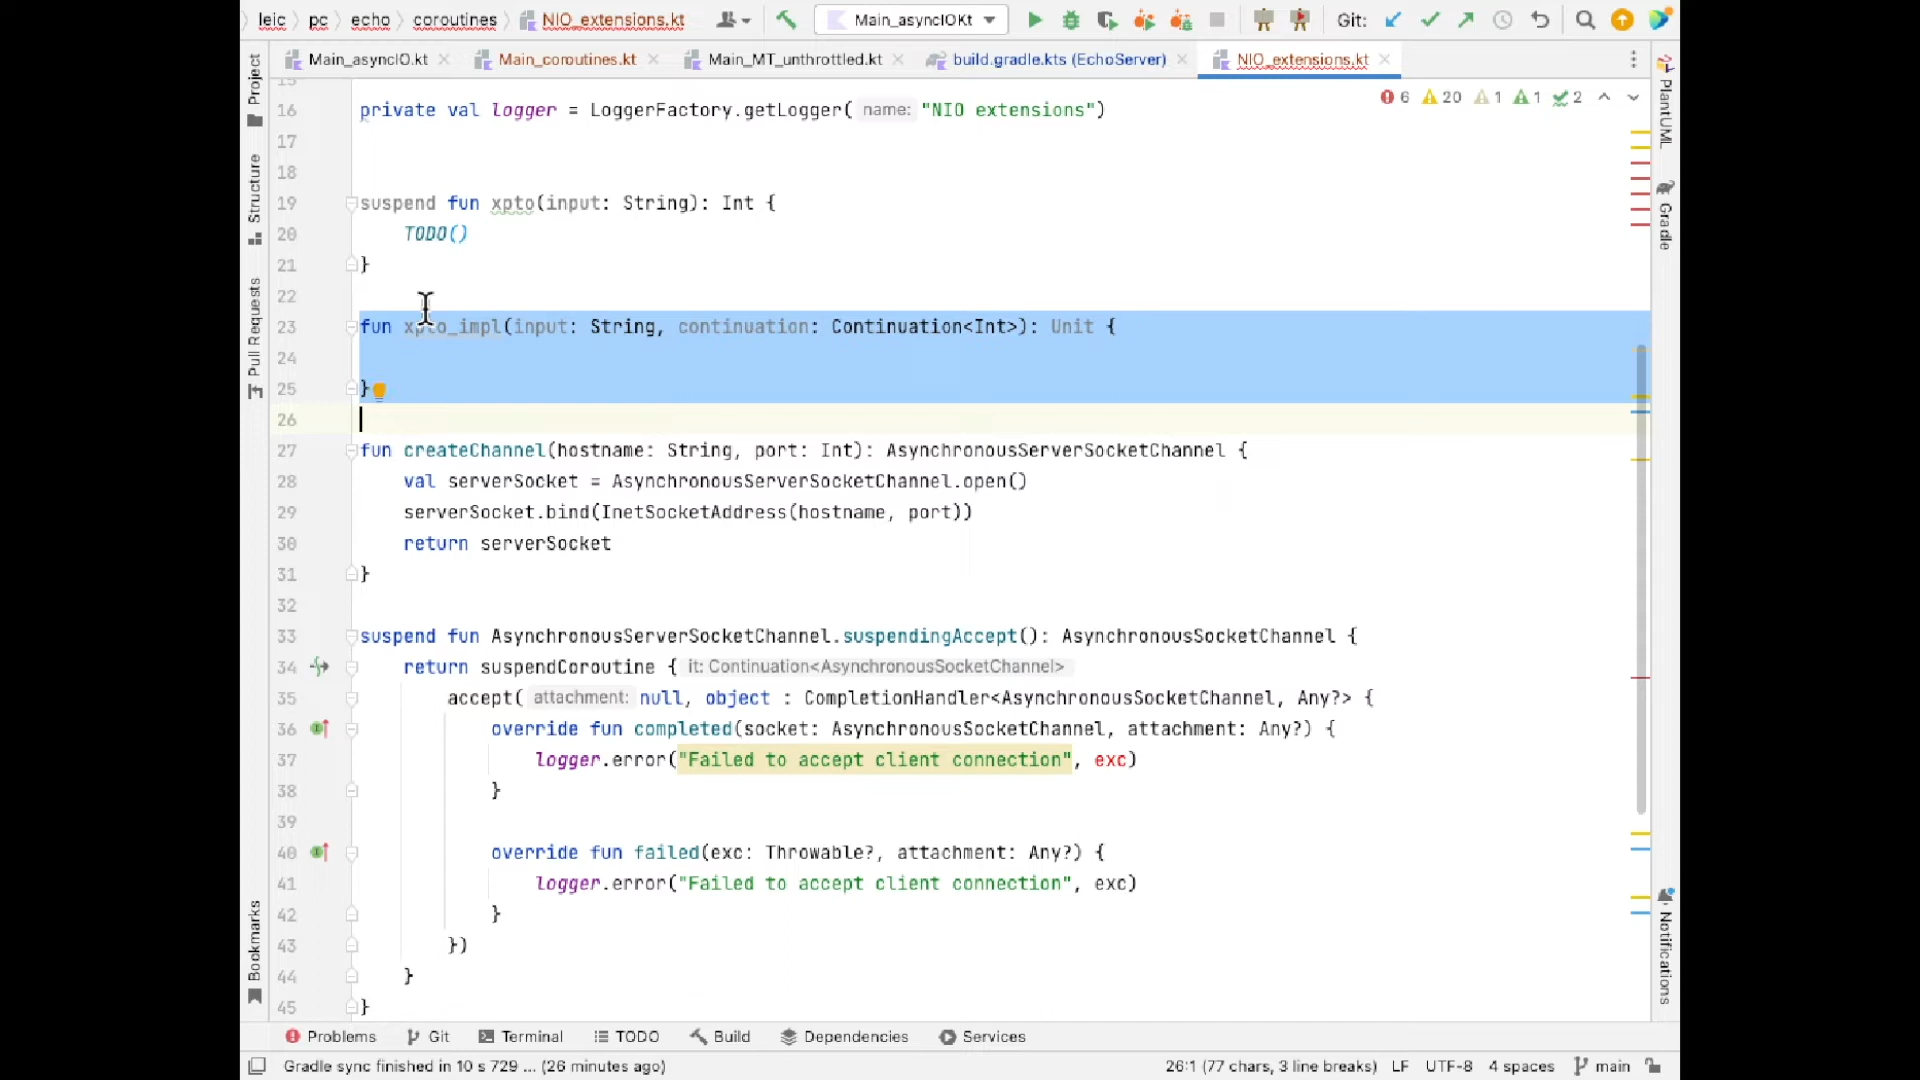 leic pc echo coroutines NIO_extensions.kt Main_asyncIOKt Git:
Main_asyncIO.kt Main_coroutines.kt Main_MT_unthrottled.kt build.gradle.kts (EchoServer) NIO_extensions.kt
6 20 1 1 2
Project
Structure
Pull Requests
Bookmarks
15
16 private val logger = LoggerFactory.getLogger( name: "NIO extensions")
17
18
19 suspend fun xpto(input: String): Int {
20 TODO()
21 }
22
23 fun xpto_impl(input: String, continuation: Continuation<Int>): Unit {
24
25 }
26
27 fun createChannel(hostname: String, port: Int): AsynchronousServerSocketChannel {
28 val serverSocket = AsynchronousServerSocketChannel.open()
29 serverSocket.bind(InetSocketAddress(hostname, port))
30 return serverSocket
31 }
32
33 suspend fun AsynchronousServerSocketChannel.suspendingAccept(): AsynchronousSocketChannel {
34 return suspendCoroutine { it: Continuation<AsynchronousSocketChannel>
35 accept( attachment: null, object : CompletionHandler<AsynchronousSocketChannel, Any?> {
36 override fun completed(socket: AsynchronousSocketChannel, attachment: Any?) {
37 logger.error("Failed to accept client connection", exc)
38 }
39
40 override fun failed(exc: Throwable?, attachment: Any?) {
41 logger.error("Failed to accept client connection", exc)
42 }
43 })
44 }
45 }
PlantUML
Gradle
Notifications
Problems Git Terminal TODO Build Dependencies Services
Gradle sync finished in 10 s 729 ... (26 minutes ago) 26:1 (77 chars, 3 line breaks) LF UTF-8 4 spaces main